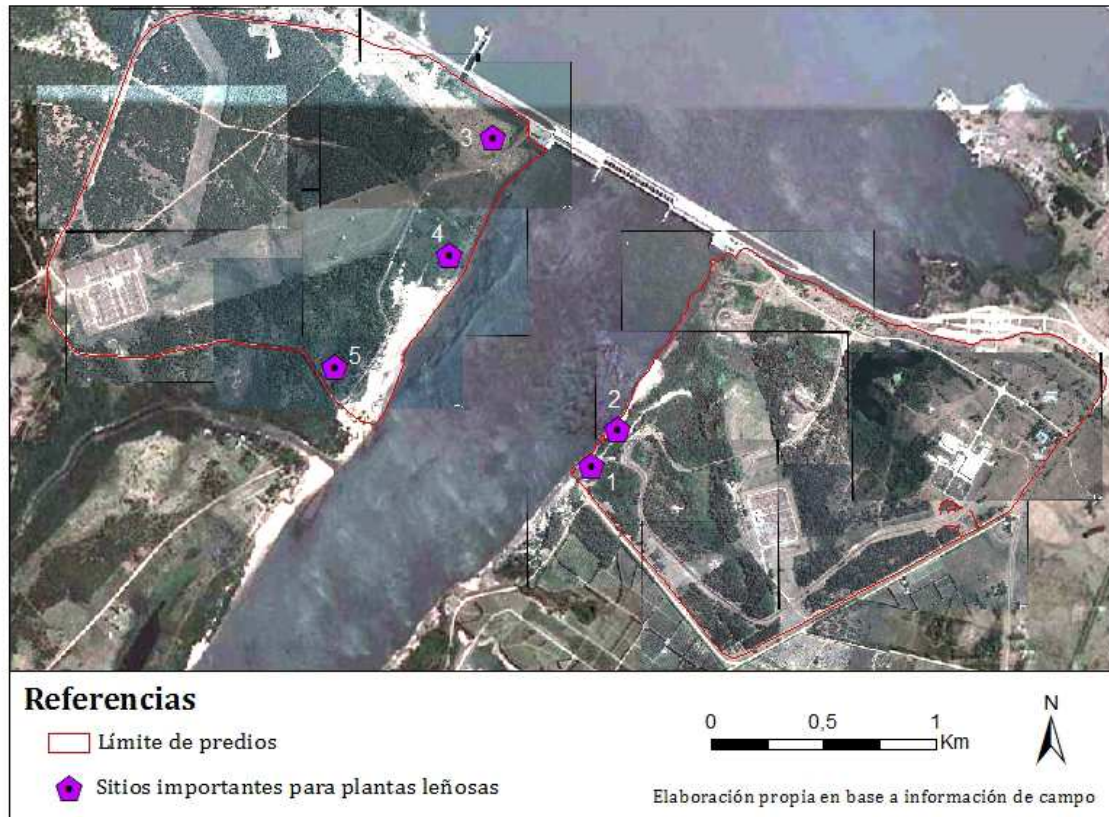 3
4
5
2
1
Referencias
Límite de predios
Sitios importantes para plantas leñosas
0 0,5 1
Km
N
Elaboración propia en base a información de campo